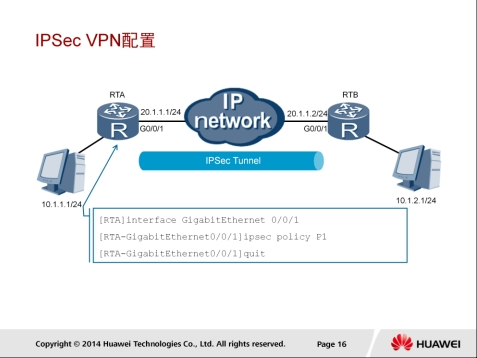 IPSec VPN配置
RTA
RTB
20.1.1.1/24
IP
network
20.1.1.2/24
G0/0/1
G0/0/1
R
R
IPSec Tunnel
10.1.1.1/24
10.1.2.1/24
[RTA]interface GigabitEthernet 0/0/1
[RTA-GigabitEthernet0/0/1]ipsec policy P1
[RTA-GigabitEthernet0/0/1]quit
Copyright © 2014 Huawei Technologies Co., Ltd. All rights reserved.
Page 16
HUAWEI